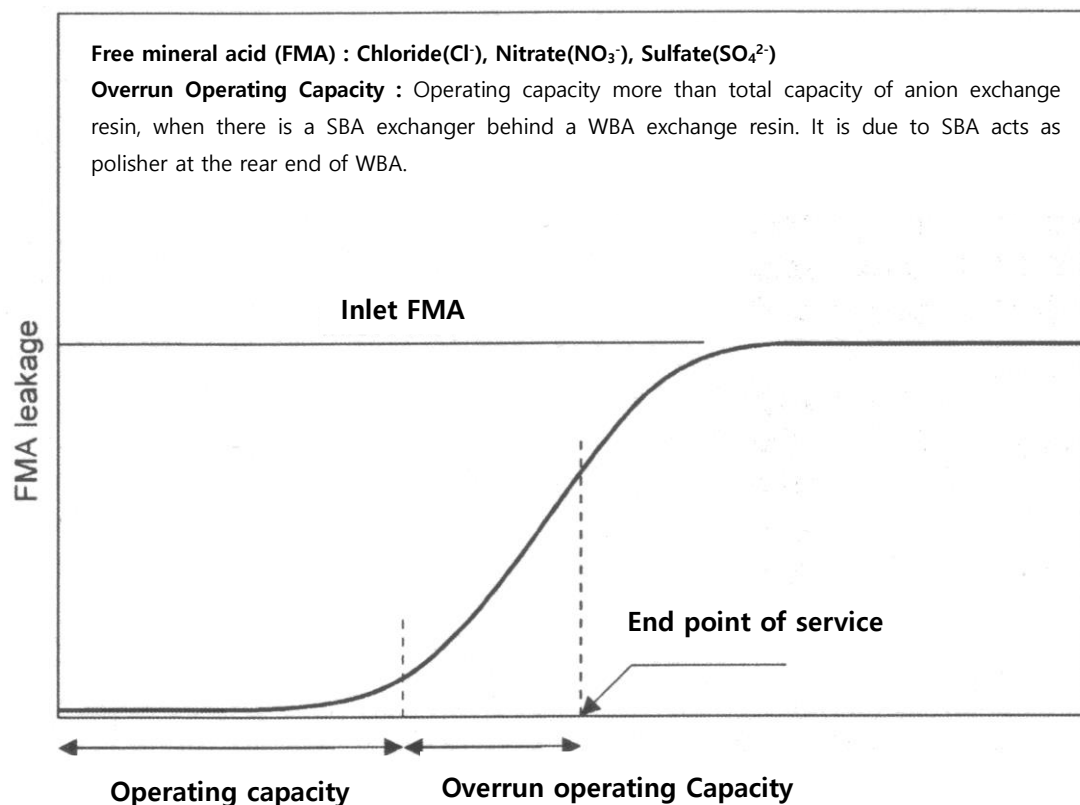 Free mineral acid (FMA) : Chloride(Cl⁻), Nitrate(NO₃⁻), Sulfate(SO₄²⁻)
Overrun Operating Capacity : Operating capacity more than total capacity of anion exchange
resin, when there is a SBA exchanger behind a WBA exchange resin. It is due to SBA acts as
polisher at the rear end of WBA.
Inlet FMA
FMA leakage
End point of service
Operating capacity
Overrun operating Capacity